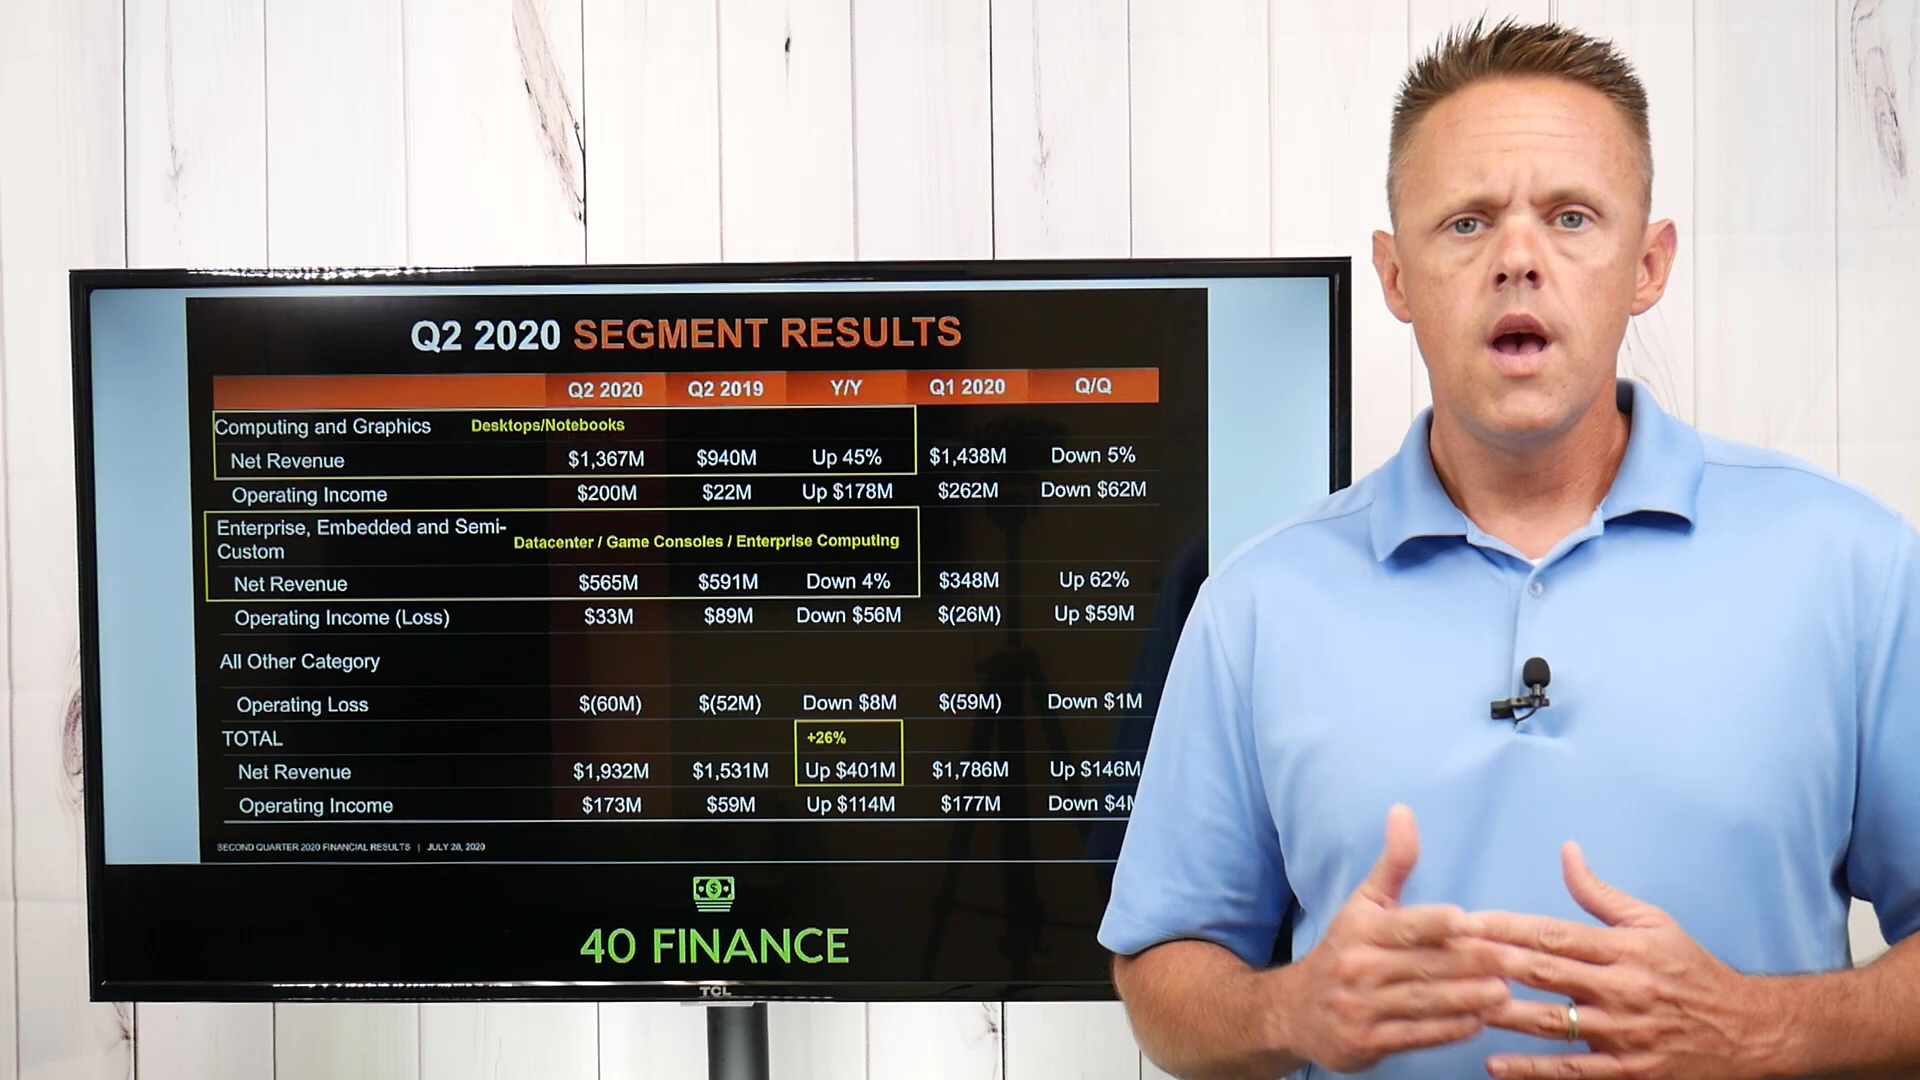 Q2 2020 SEGMENT RESULTS
Q2 2020 Q2 2019 Y/Y Q1 2020 Q/Q
Computing and Graphics Desktops/Notebooks
Net Revenue $1,367M $940M Up 45% $1,438M Down 5%
Operating Income $200M $22M Up $178M $262M Down $62M
Enterprise, Embedded and Semi-
Custom Datacenter / Game Consoles / Enterprise Computing
Net Revenue $565M $591M Down 4% $348M Up 62%
Operating Income (Loss) $33M $89M Down $56M $(26M) Up $59M
All Other Category
Operating Loss $(60M) $(52M) Down $8M $(59M) Down $1M
TOTAL +26%
Net Revenue $1,932M $1,531M Up $401M $1,786M Up $146M
Operating Income $173M $59M Up $114M $177M Down $4M
SECOND QUARTER 2020 FINANCIAL RESULTS | JULY 28, 2020
40 FINANCE
TCL